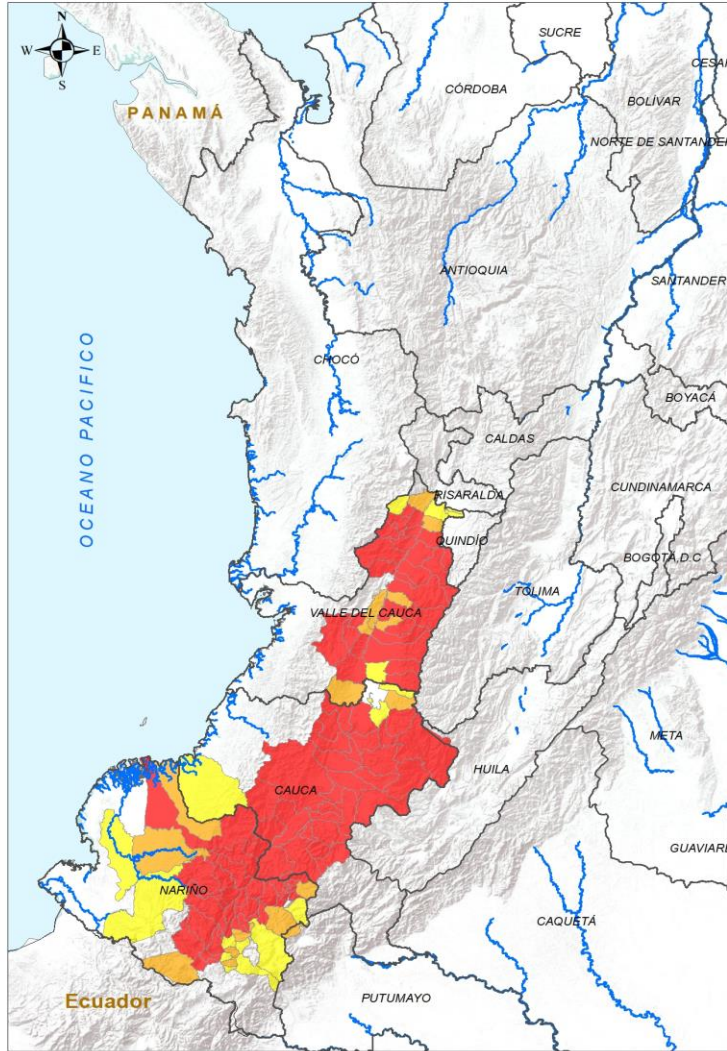 N
W
E
S
PANAMÁ
SUCRE
CÓRDOBA
BOLÍVAR
NORTE DE SANTANDER
ANTIOQUIA
SANTANDER
OCEANO PACIFICO
CHOCÓ
BOYACÁ
CALDAS
CUNDINAMARCA
RISARALDA
QUINDÍO
BOGOTÁ, D.C
TOLIMA
VALLE DEL CAUCA
META
HUILA
CAUCA
GUAVIARE
NARIÑO
CAQUETÁ
Ecuador
PUTUMAYO